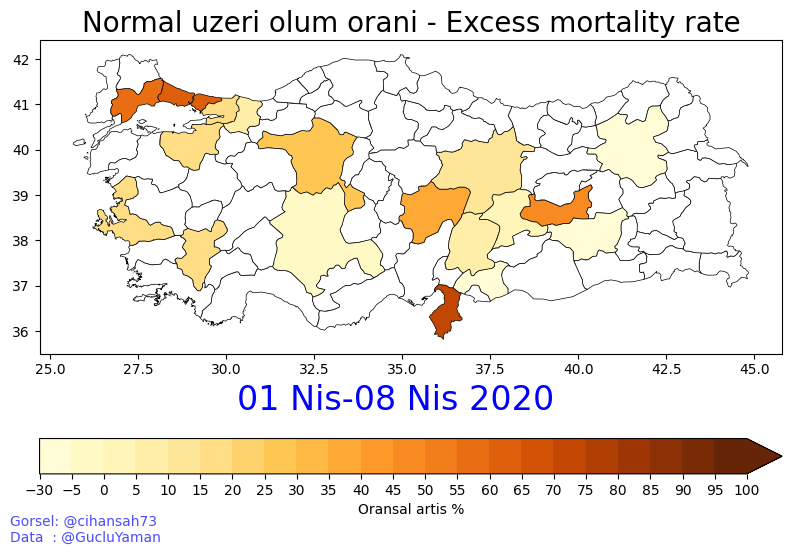 Normal uzeri olum orani - Excess mortality rate
42
41
40
39
38
37
36
25.0 27.5 30.0 32.5 35.0 37.5 40.0 42.5 45.0
01 Nis-08 Nis 2020
−30 −5 0 5 10 15 20 25 30 35 40 45 50 55 60 65 70 75 80 85 90 95 100
Oransal artis %
Gorsel: @cihansah73
Data : @GucluYaman